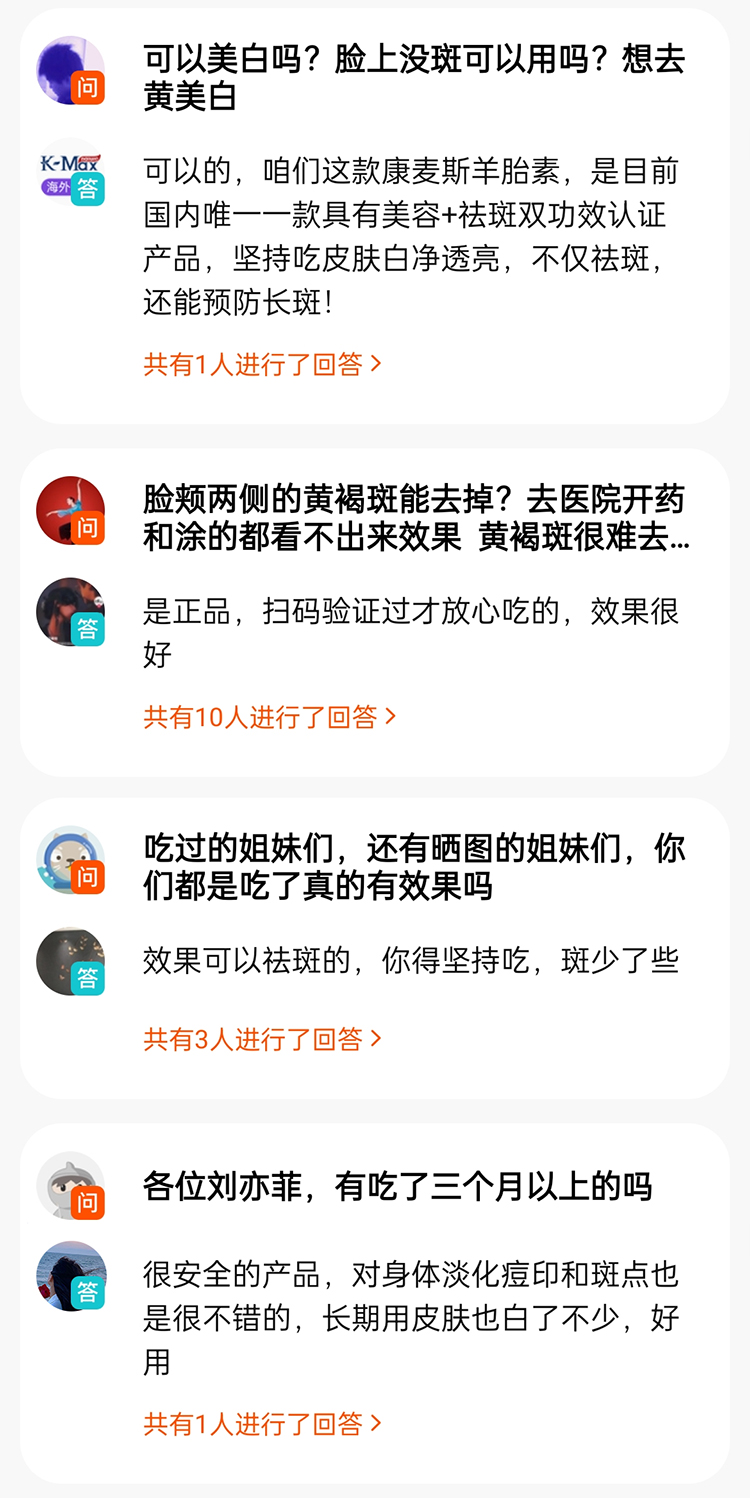 可以美白吗？脸上没斑可以用吗？想去
黄美白
问
K-Max
海外
答
可以的，咱们这款康麦斯羊胎素，是目前
国内唯一一款具有美容+祛斑双功效认证
产品，坚持吃皮肤白净透亮，不仅祛斑，
还能预防长斑！
共有1人进行了回答
脸颊两侧的黄褐斑能去掉？去医院开药
和涂的都看不出来效果 黄褐斑很难去...
问
答
是正品，扫码验证过才放心吃的，效果很
好
共有10人进行了回答
吃过的姐妹们，还有晒图的姐妹们，你
们都是吃了真的有效果吗
问
答
效果可以祛斑的，你得坚持吃，斑少了些
共有3人进行了回答
各位刘亦菲，有吃了三个月以上的吗
问
答
很安全的产品，对身体淡化痘印和斑点也
是很不错的，长期用皮肤也白了不少，好
用
共有1人进行了回答